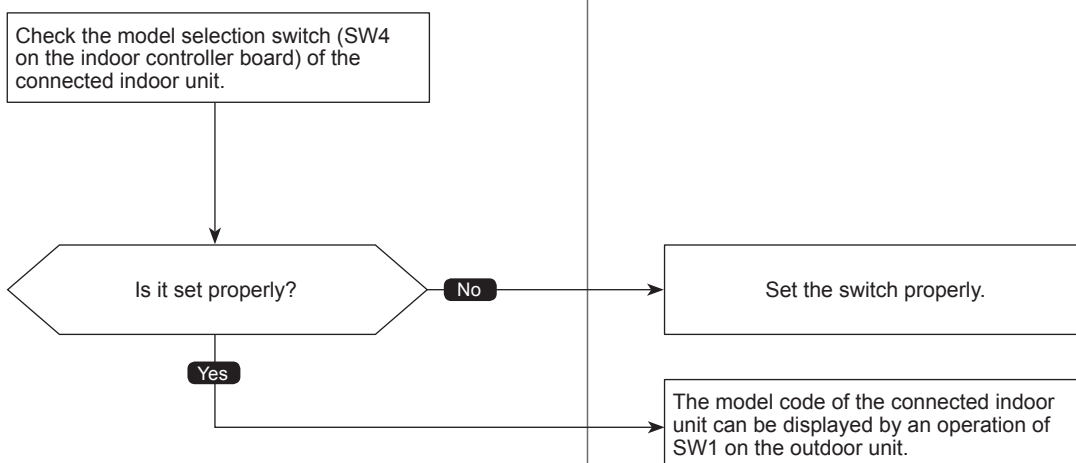 Check the model selection switch (SW4
on the indoor controller board) of the
connected indoor unit.
Is it set properly?
No
Set the switch properly.
Yes
The model code of the connected indoor
unit can be displayed by an operation of
SW1 on the outdoor unit.